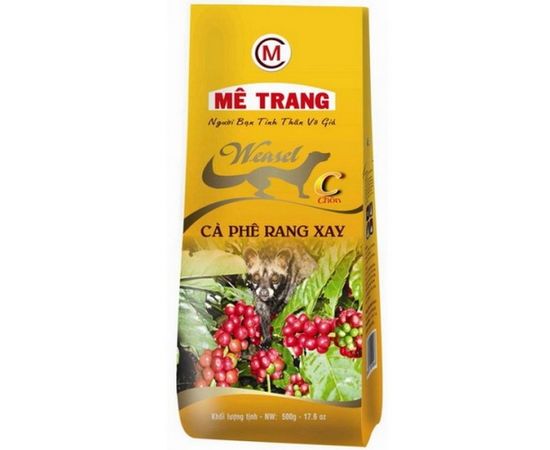 MC
MÊ TRANG
Người Bạn Tinh Thần Vô Giá
Weasel
C
Chồn
CÀ PHÊ RANG XAY
Khối lượng tịnh - NW: 500g - 17.6 oz